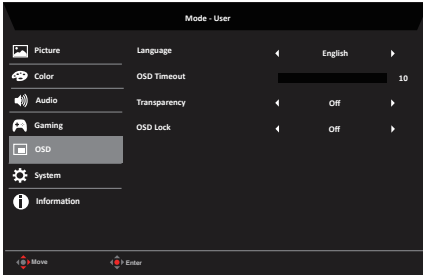 Mode - User
Picture
Language
English
Color
OSD Timeout
10
Audio
Transparency
Off
Gaming
OSD Lock
Off
OSD
System
Information
Move
Enter